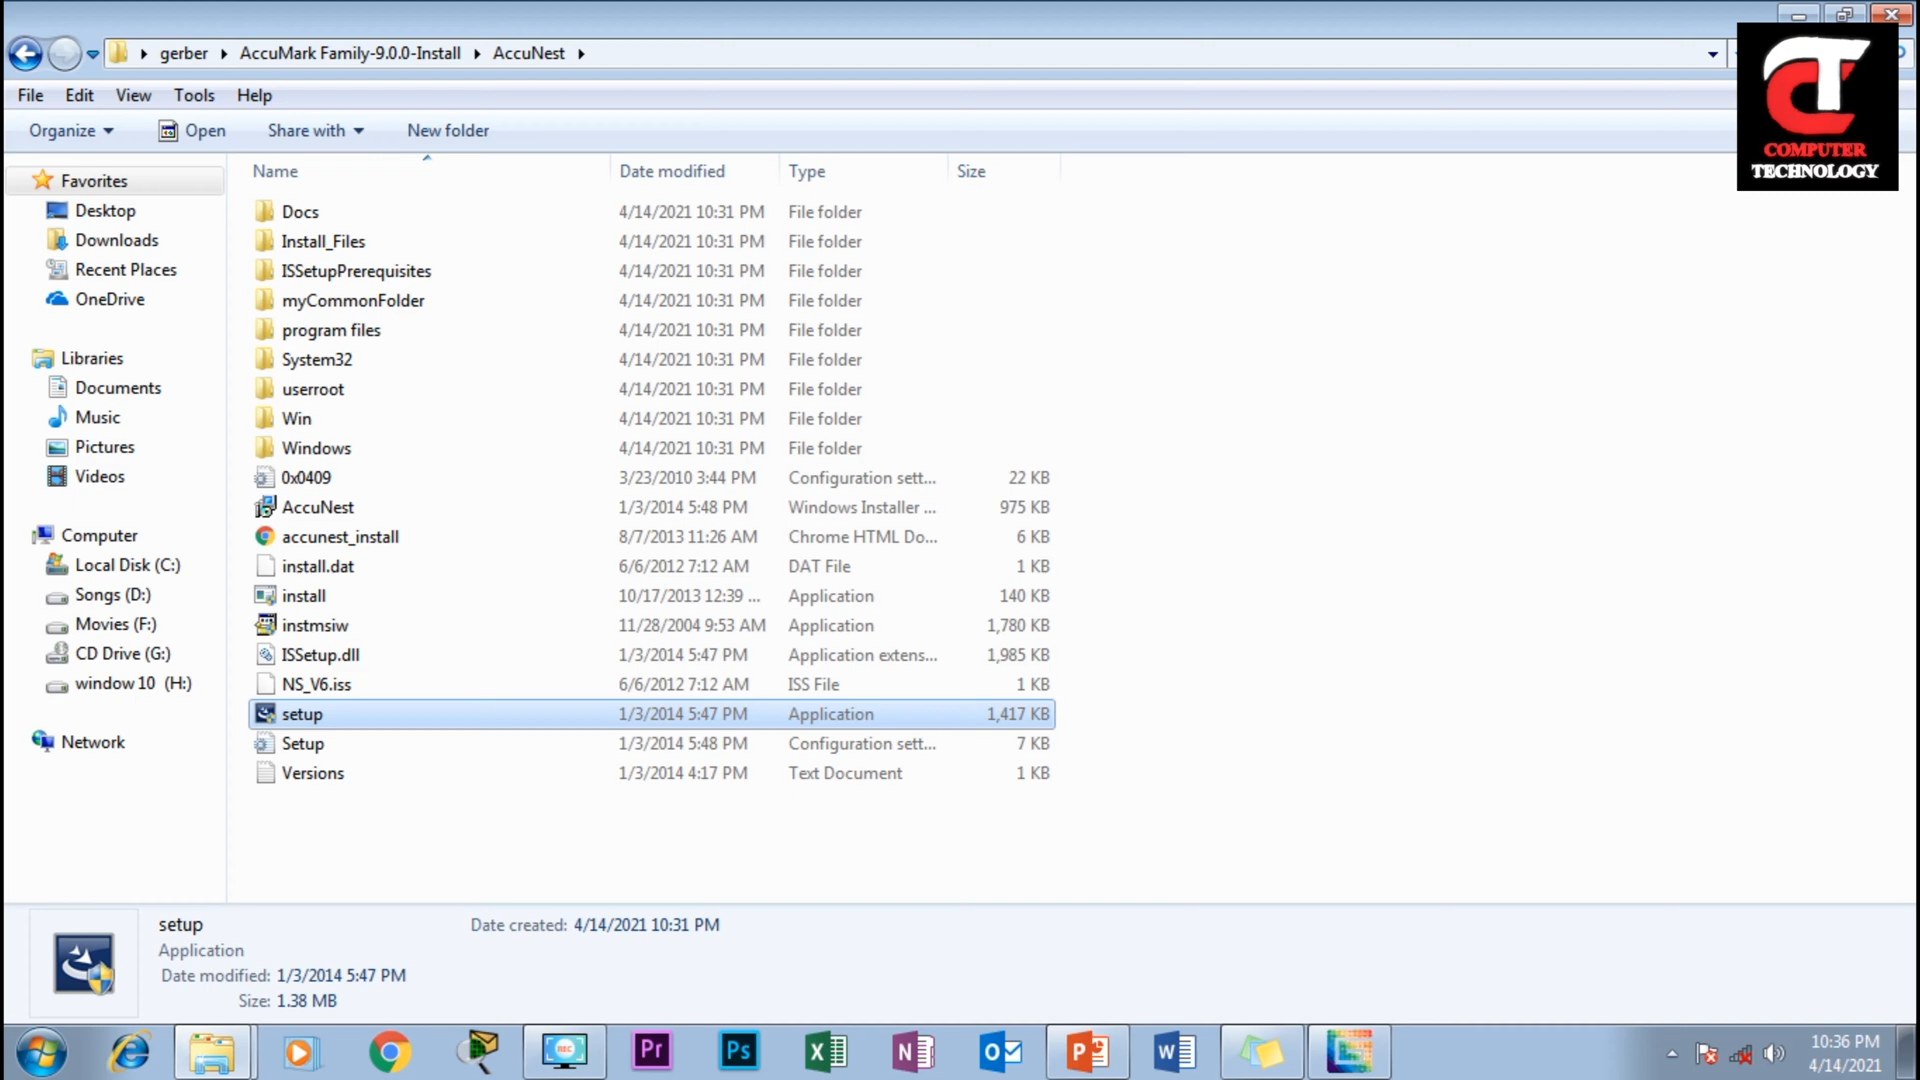 gerber AccuMark Family-9.0.0-Install AccuNest
File Edit View Tools Help
Organize Open Share with New folder
COMPUTER
TECHNOLOGY
Name Date modified Type Size
Favorites
Desktop
Downloads
Recent Places
OneDrive
Libraries
Documents
Music
Pictures
Videos
Computer
Local Disk (C:)
Songs (D:)
Movies (F:)
CD Drive (G:)
window 10 (H:)
Network
Docs 4/14/2021 10:31 PM File folder
Install_Files 4/14/2021 10:31 PM File folder
ISSetupPrerequisites 4/14/2021 10:31 PM File folder
myCommonFolder 4/14/2021 10:31 PM File folder
program files 4/14/2021 10:31 PM File folder
System32 4/14/2021 10:31 PM File folder
userroot 4/14/2021 10:31 PM File folder
Win 4/14/2021 10:31 PM File folder
Windows 4/14/2021 10:31 PM File folder
0x0409 3/23/2010 3:44 PM Configuration sett... 22 KB
AccuNest 1/3/2014 5:48 PM Windows Installer ... 975 KB
accunest_install 8/7/2013 11:26 AM Chrome HTML Do... 6 KB
install.dat 6/6/2012 7:12 AM DAT File 1 KB
install 10/17/2013 12:39 ... Application 140 KB
instmsiw 11/28/2004 9:53 AM Application 1,780 KB
ISSetup.dll 1/3/2014 5:47 PM Application extens... 1,985 KB
NS_V6.iss 6/6/2012 7:12 AM ISS File 1 KB
setup 1/3/2014 5:47 PM Application 1,417 KB
Setup 1/3/2014 5:48 PM Configuration sett... 7 KB
Versions 1/3/2014 4:17 PM Text Document 1 KB
setup Date created: 4/14/2021 10:31 PM
Application
Date modified: 1/3/2014 5:47 PM
Size: 1.38 MB
REC
Pr
Ps
X
N
O
P
W
10:36 PM
4/14/2021